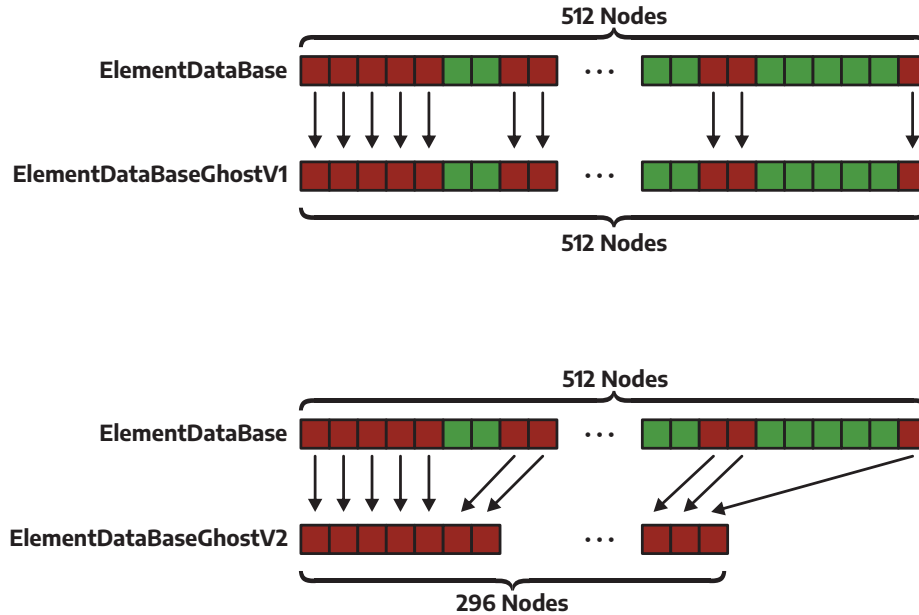 512 Nodes
ElementDataBase
...
ElementDataBaseGhostV1
...
512 Nodes
512 Nodes
ElementDataBase
...
ElementDataBaseGhostV2
...
296 Nodes